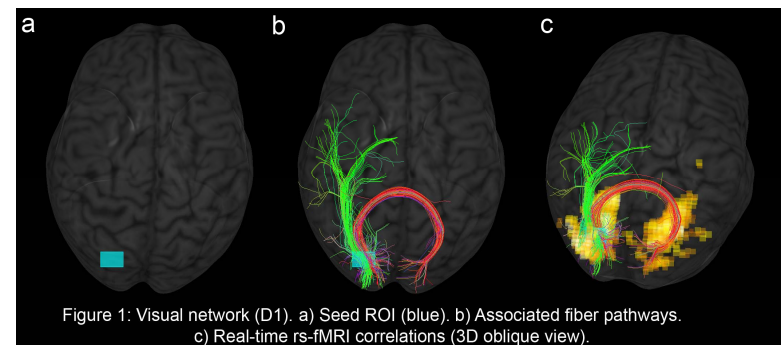 a
b
c
Figure 1: Visual network (D1). a) Seed ROI (blue). b) Associated fiber pathways.
c) Real-time rs-fMRI correlations (3D oblique view).